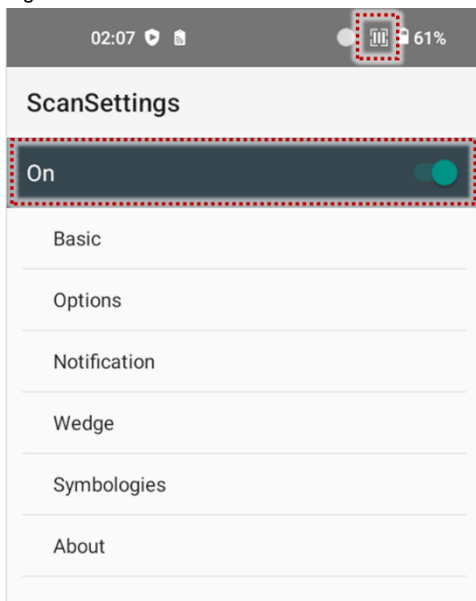 02:07 61%
ScanSettings
On
Basic
Options
Notification
Wedge
Symbologies
About